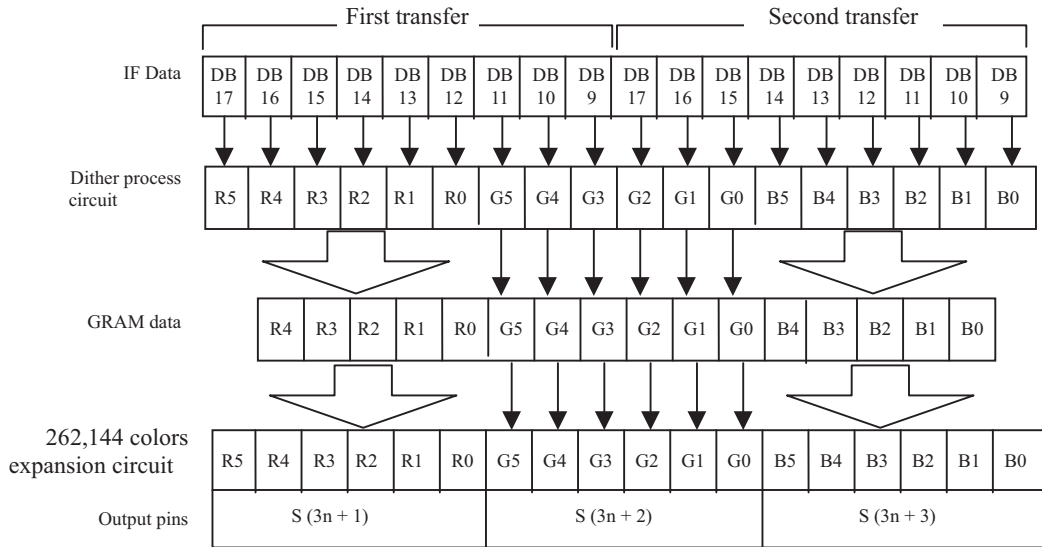 First transfer Second transfer
IF Data DB 17 DB 16 DB 15 DB 14 DB 13 DB 12 DB 11 DB 10 DB 9 DB 17 DB 16 DB 15 DB 14 DB 13 DB 12 DB 11 DB 10 DB 9
Dither process circuit R5 R4 R3 R2 R1 R0 G5 G4 G3 G2 G1 G0 B5 B4 B3 B2 B1 B0
GRAM data R4 R3 R2 R1 R0 G5 G4 G3 G2 G1 G0 B4 B3 B2 B1 B0
262,144 colors expansion circuit R5 R4 R3 R2 R1 R0 G5 G4 G3 G2 G1 G0 B5 B4 B3 B2 B1 B0
Output pins S (3n + 1) S (3n + 2) S (3n + 3)